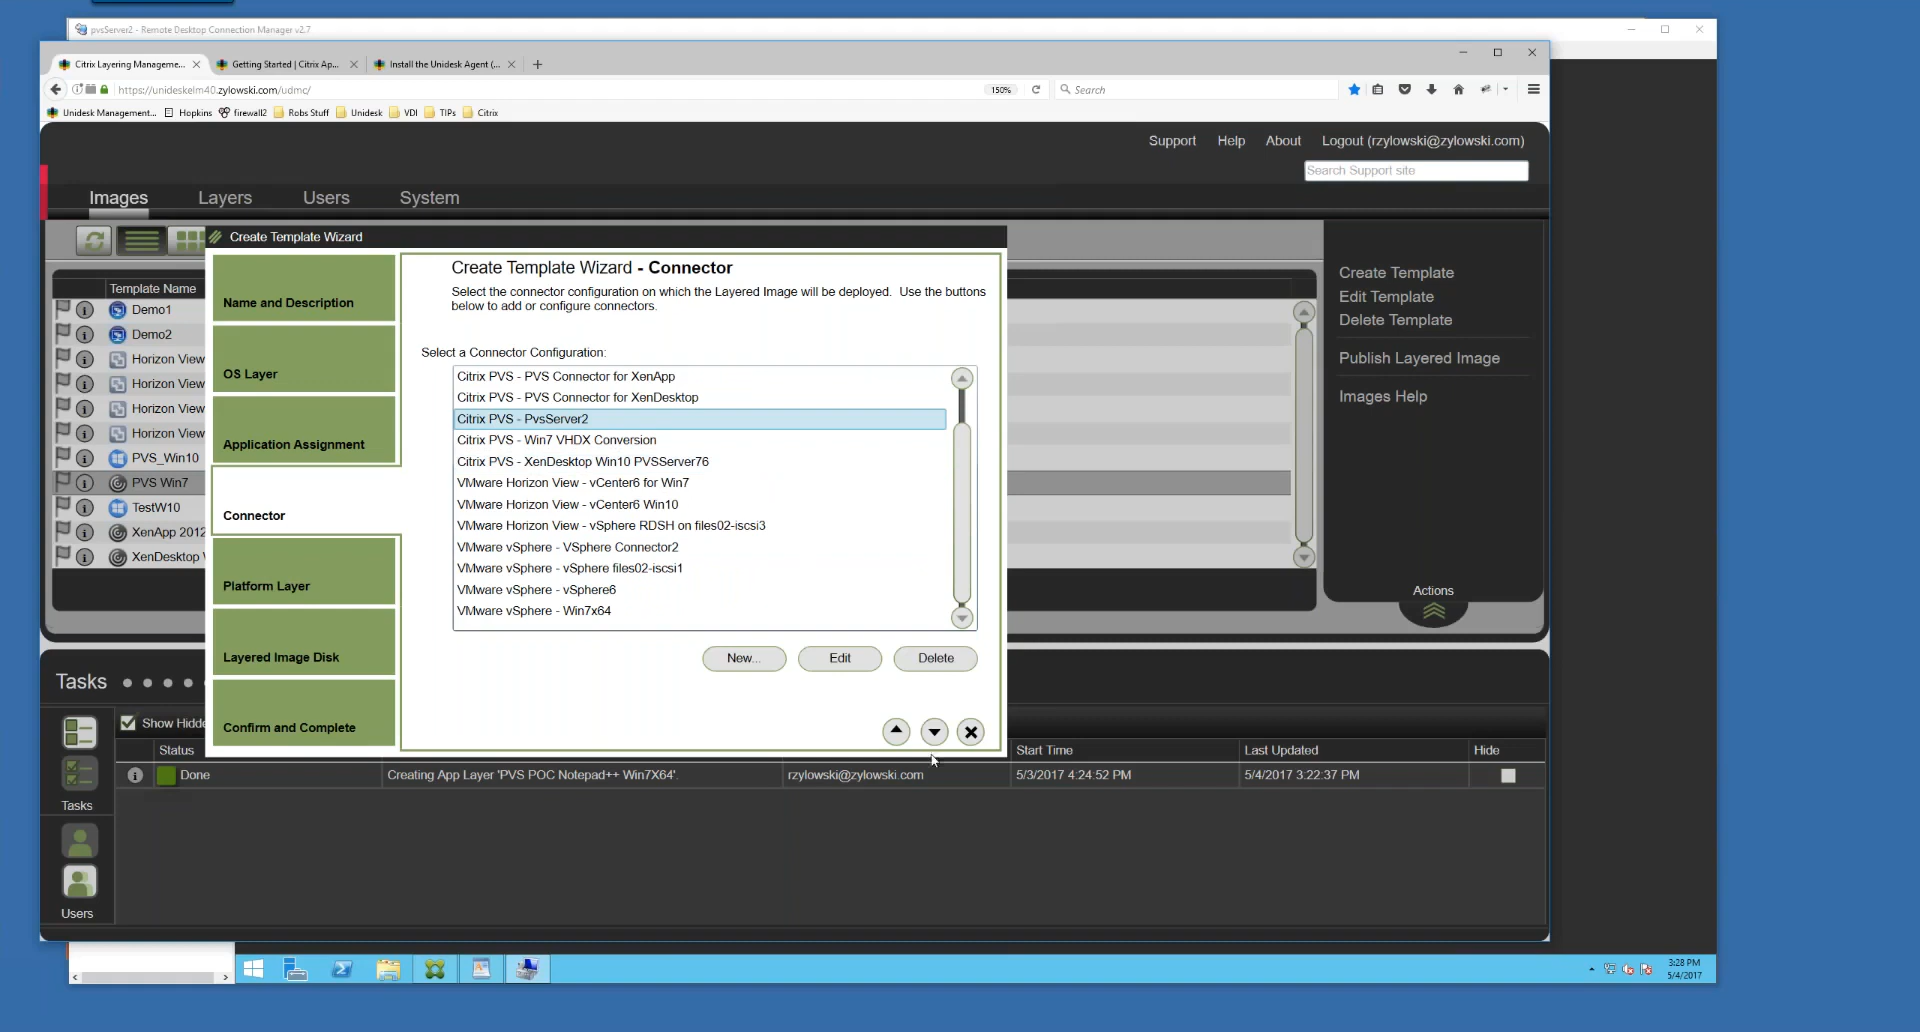 pvsServer2 - Remote Desktop Connection Manager v2.7
Citrix Layering Manageme...
Getting Started | Citrix Ap...
Install the Unidesk Agent (...
https://unideskelm40.zylowski.com/udmc/
150%
Search
Unidesk Management...
Hopkins
firewall2
Robs Stuff
Unidesk
VDI
TIPs
Citrix
Support
Help
About
Logout (rzylowski@zylowski.com)
Search Support site
Images
Layers
Users
System
Create Template Wizard
Template Name
Demo1
Demo2
Horizon View
Horizon View
Horizon View
Horizon View
PVS_Win10
PVS Win7
TestW10
XenApp 2012
XenDesktop
Name and Description
OS Layer
Application Assignment
Connector
Platform Layer
Layered Image Disk
Confirm and Complete
Create Template Wizard - Connector
Select the connector configuration on which the Layered Image will be deployed. Use the buttons
below to add or configure connectors.
Select a Connector Configuration:
Citrix PVS - PVS Connector for XenApp
Citrix PVS - PVS Connector for XenDesktop
Citrix PVS - PvsServer2
Citrix PVS - Win7 VHDX Conversion
Citrix PVS - XenDesktop Win10 PVSServer76
VMware Horizon View - vCenter6 for Win7
VMware Horizon View - vCenter6 Win10
VMware Horizon View - vSphere RDSH on files02-iscsi3
VMware vSphere - VSphere Connector2
VMware vSphere - vSphere files02-iscsi1
VMware vSphere - vSphere6
VMware vSphere - Win7x64
New...
Edit
Delete
Create Template
Edit Template
Delete Template
Publish Layered Image
Images Help
Actions
Tasks
Show Hidde
Status
Start Time
Last Updated
Hide
Done
Creating App Layer 'PVS POC Notepad++ Win7X64'.
rzylowski@zylowski.com
5/3/2017 4:24:52 PM
5/4/2017 3:22:37 PM
Tasks
Users
3:28 PM
5/4/2017